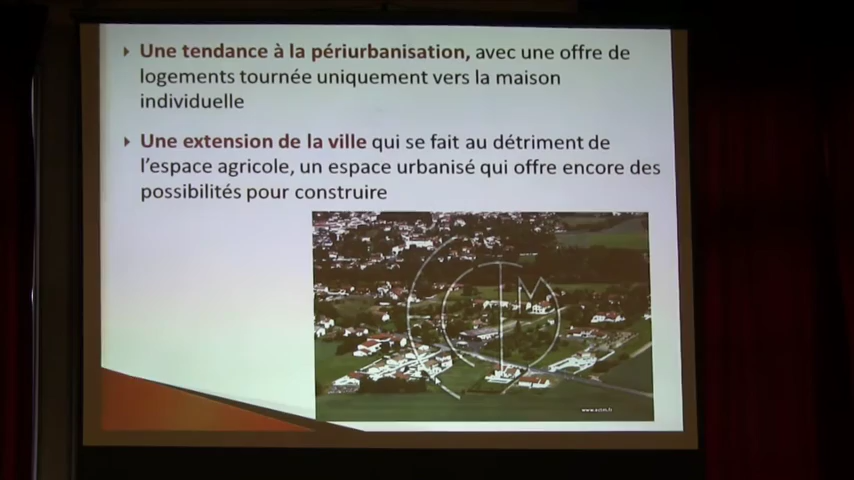 Une tendance à la périurbanisation, avec une offre de
logements tournée uniquement vers la maison
individuelle
Une extension de la ville qui se fait au détriment de
l'espace agricole, un espace urbanisé qui offre encore des
possibilités pour construire